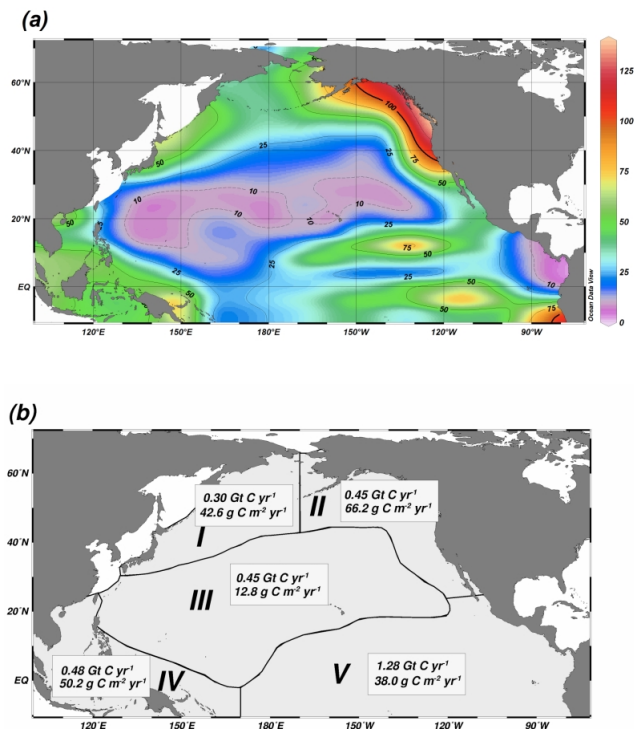 (a)
125
100
75
50
25
0
Ocean Data View
60°N
40°N
20°N
EQ
100
75
50
25
50
25
10
10
10
10
50
75
50
25
25
25
10
50
50
75
120°E
150°E
180°W
150°W
120°W
90°W
(b)
60°N
40°N
20°N
EQ
0.30 Gt C yr⁻¹
42.6 g C m⁻² yr⁻¹
I
II
0.45 Gt C yr⁻¹
66.2 g C m⁻² yr⁻¹
III
0.45 Gt C yr⁻¹
12.8 g C m⁻² yr⁻¹
0.48 Gt C yr⁻¹
50.2 g C m⁻² yr⁻¹
IV
V
1.28 Gt C yr⁻¹
38.0 g C m⁻² yr⁻¹
120°E
150°E
180°W
150°W
120°W
90°W